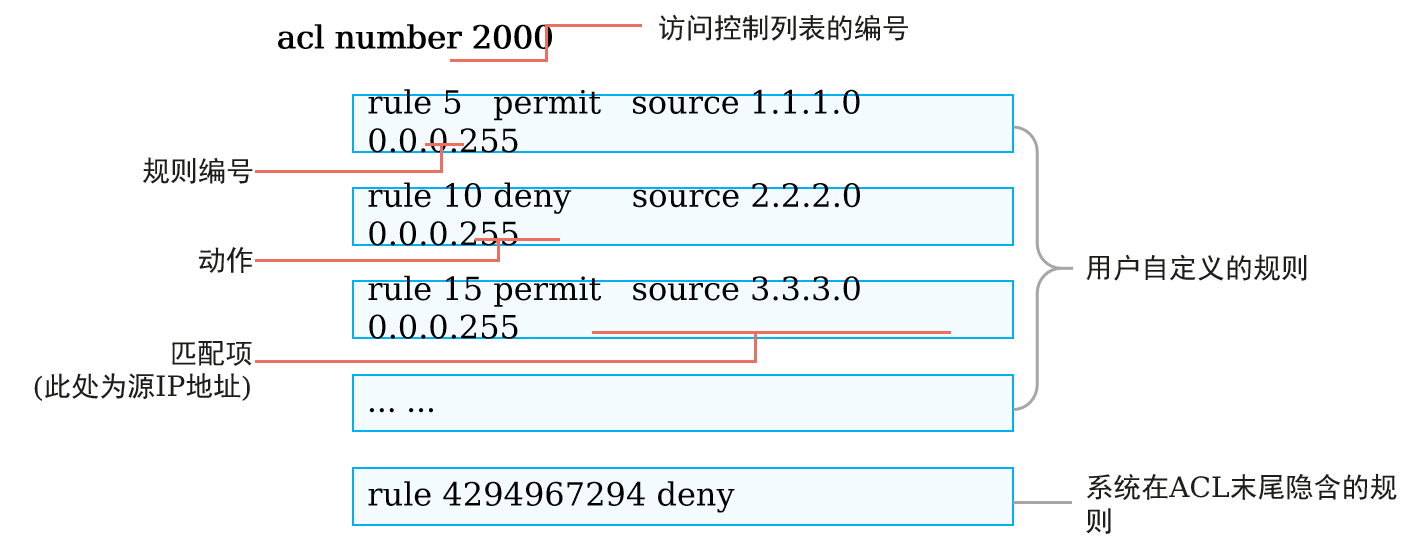 acl number 2000
访问控制列表的编号
rule 5 permit source 1.1.1.0
0.0.0.255
规则编号
rule 10 deny source 2.2.2.0
0.0.0.255
动作
用户自定义的规则
rule 15 permit source 3.3.3.0
0.0.0.255
匹配项
(此处为源IP地址)
... ...
rule 4294967294 deny
系统在ACL末尾隐含的规
则